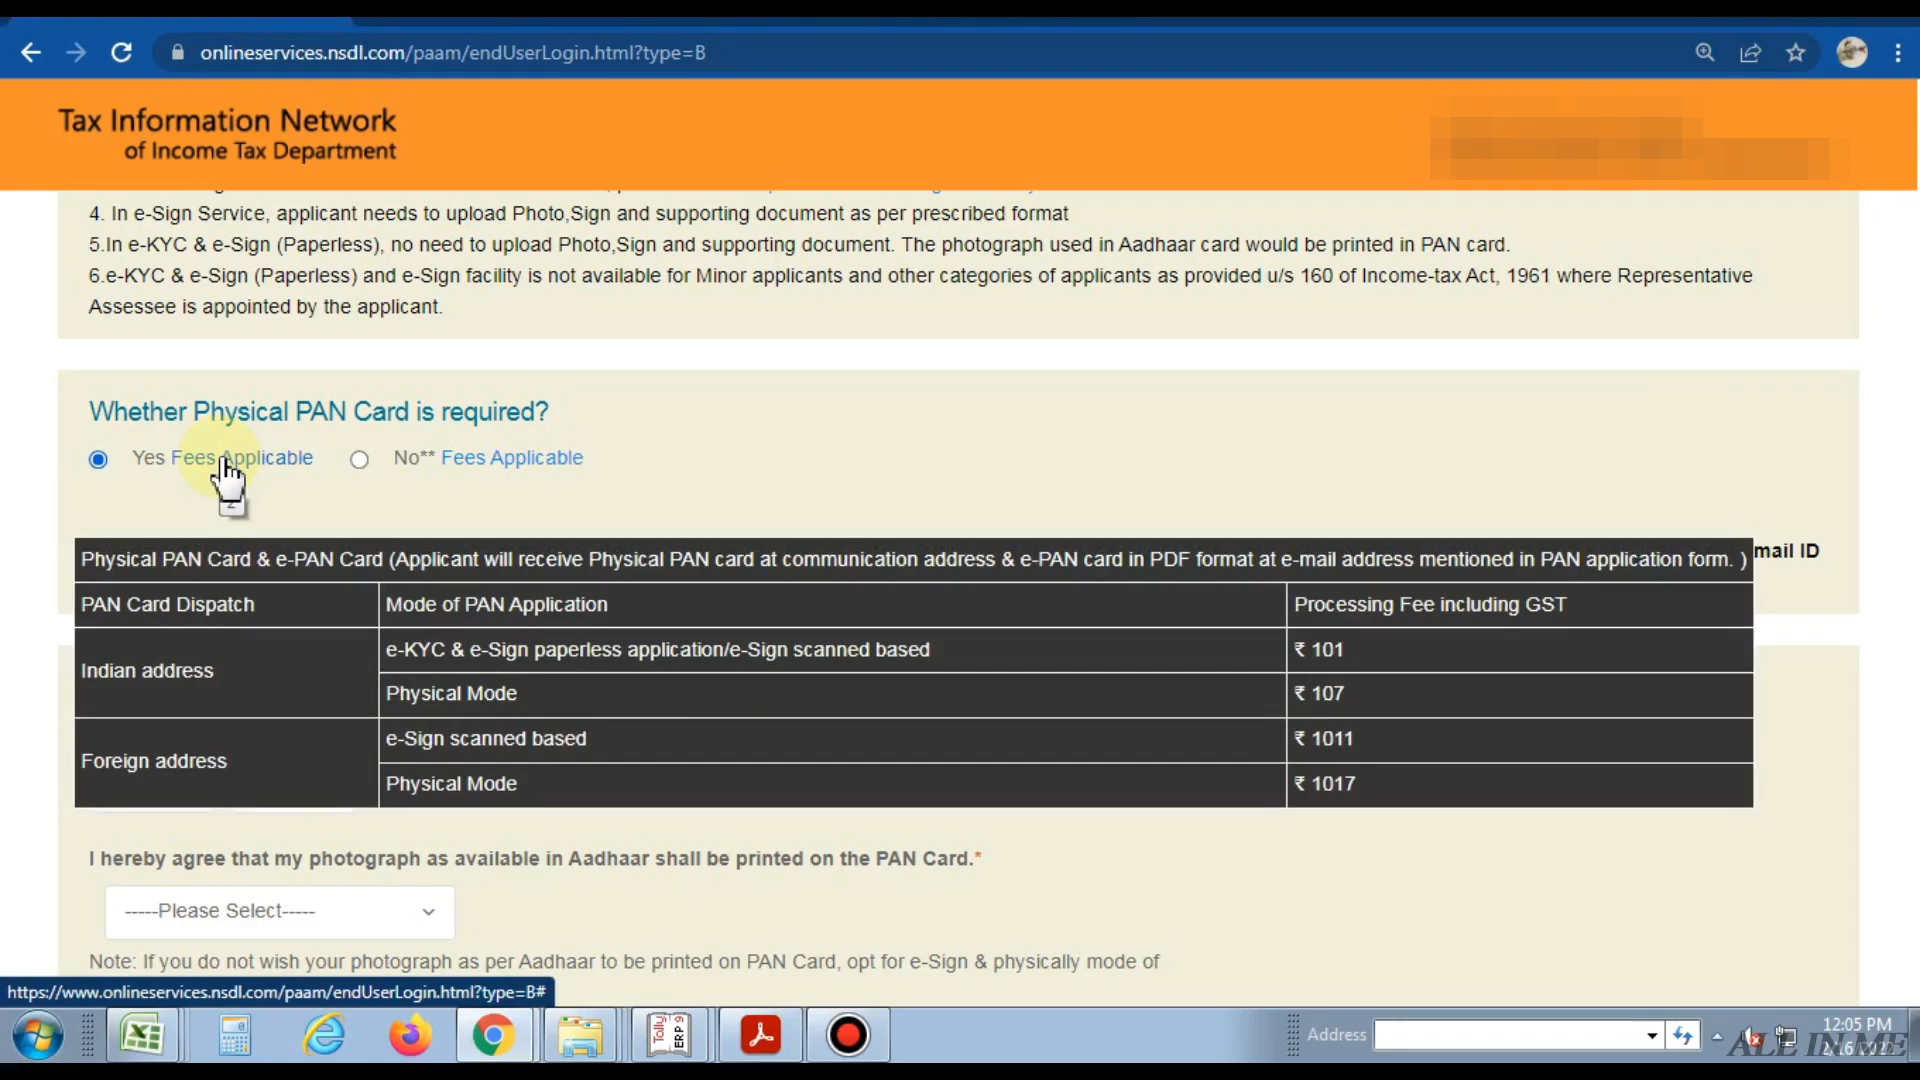 onlineservices.nsdl.com/paam/endUserLogin.html?type=B
Tax Information Network
of Income Tax Department
4. In e-Sign Service, applicant needs to upload Photo,Sign and supporting document as per prescribed format
5.In e-KYC & e-Sign (Paperless), no need to upload Photo,Sign and supporting document. The photograph used in Aadhaar card would be printed in PAN card.
6.e-KYC & e-Sign (Paperless) and e-Sign facility is not available for Minor applicants and other categories of applicants as provided u/s 160 of Income-tax Act, 1961 where Representative
Assessee is appointed by the applicant.
Whether Physical PAN Card is required?
Yes Fees Applicable No** Fees Applicable
mail ID
Physical PAN Card & e-PAN Card (Applicant will receive Physical PAN card at communication address & e-PAN card in PDF format at e-mail address mentioned in PAN application form. )
PAN Card Dispatch Mode of PAN Application Processing Fee including GST
Indian address e-KYC & e-Sign paperless application/e-Sign scanned based ₹ 101
Physical Mode ₹ 107
Foreign address e-Sign scanned based ₹ 1011
Physical Mode ₹ 1017
I hereby agree that my photograph as available in Aadhaar shall be printed on the PAN Card.*
-----Please Select-----
Note: If you do not wish your photograph as per Aadhaar to be printed on PAN Card, opt for e-Sign & physically mode of
https://www.onlineservices.nsdl.com/paam/endUserLogin.html?type=B#
Tally ERP 9
Address
12:05 PM
2/16/2022
ALL IN ME